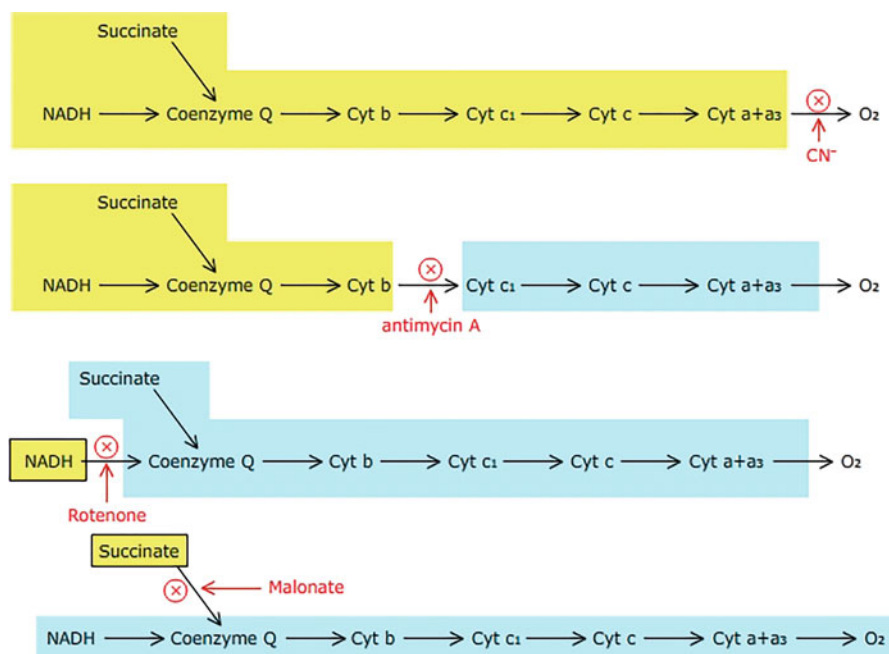 Succinate
NADH Coenzyme Q Cyt b Cyt c₁ Cyt c Cyt a+a₃ O₂
CN⁻
Succinate
NADH Coenzyme Q Cyt b Cyt c₁ Cyt c Cyt a+a₃ O₂
antimycin A
Succinate
NADH Coenzyme Q Cyt b Cyt c₁ Cyt c Cyt a+a₃ O₂
Rotenone
Succinate
Malonate
NADH Coenzyme Q Cyt b Cyt c₁ Cyt c Cyt a+a₃ O₂